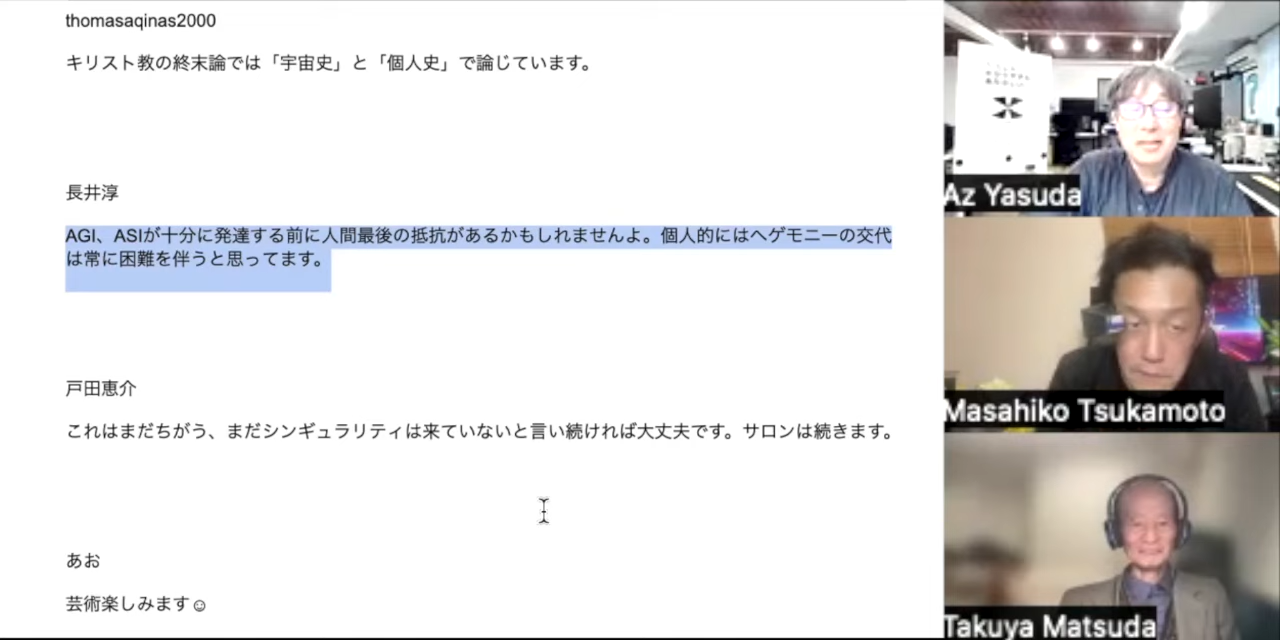 thomasaqinas2000
キリスト教の終末論では「宇宙史」と「個人史」で論じています。
長井淳
AGI、ASIが十分に発達する前に人間最後の抵抗があるかもしれませんよ。個人的にはヘゲモニーの交代
は常に困難を伴うと思ってます。
戸田恵介
これはまだちがう、まだシンギュラリティは来ていないと言い続ければ大丈夫です。サロンは続きます。
あお
芸術楽しみます☺
Az Yasuda
Masahiko Tsukamoto
Takuya Matsuda